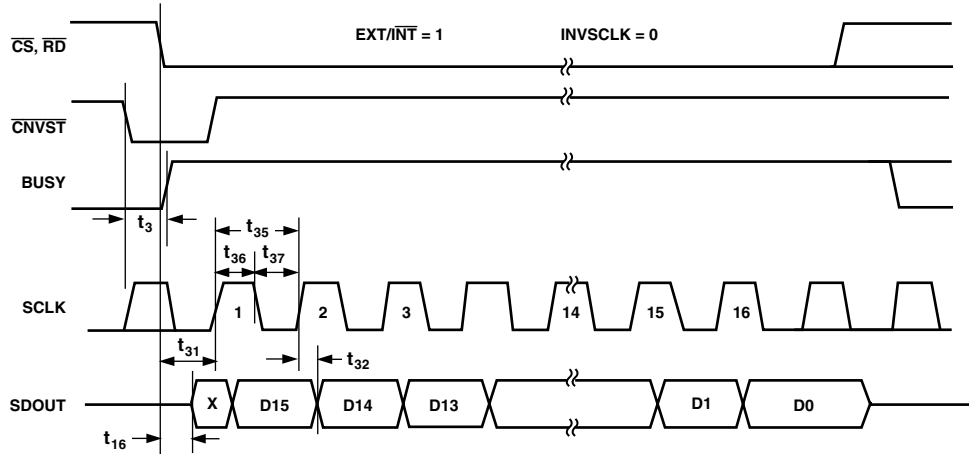 EXT/INT = 1 INVSCLK = 0
CS, RD
CNVST
BUSY
t3 t35
t36 t37
SCLK 1 2 3 14 15 16
t31 t32
SDOUT X D15 D14 D13 D1 D0
t16